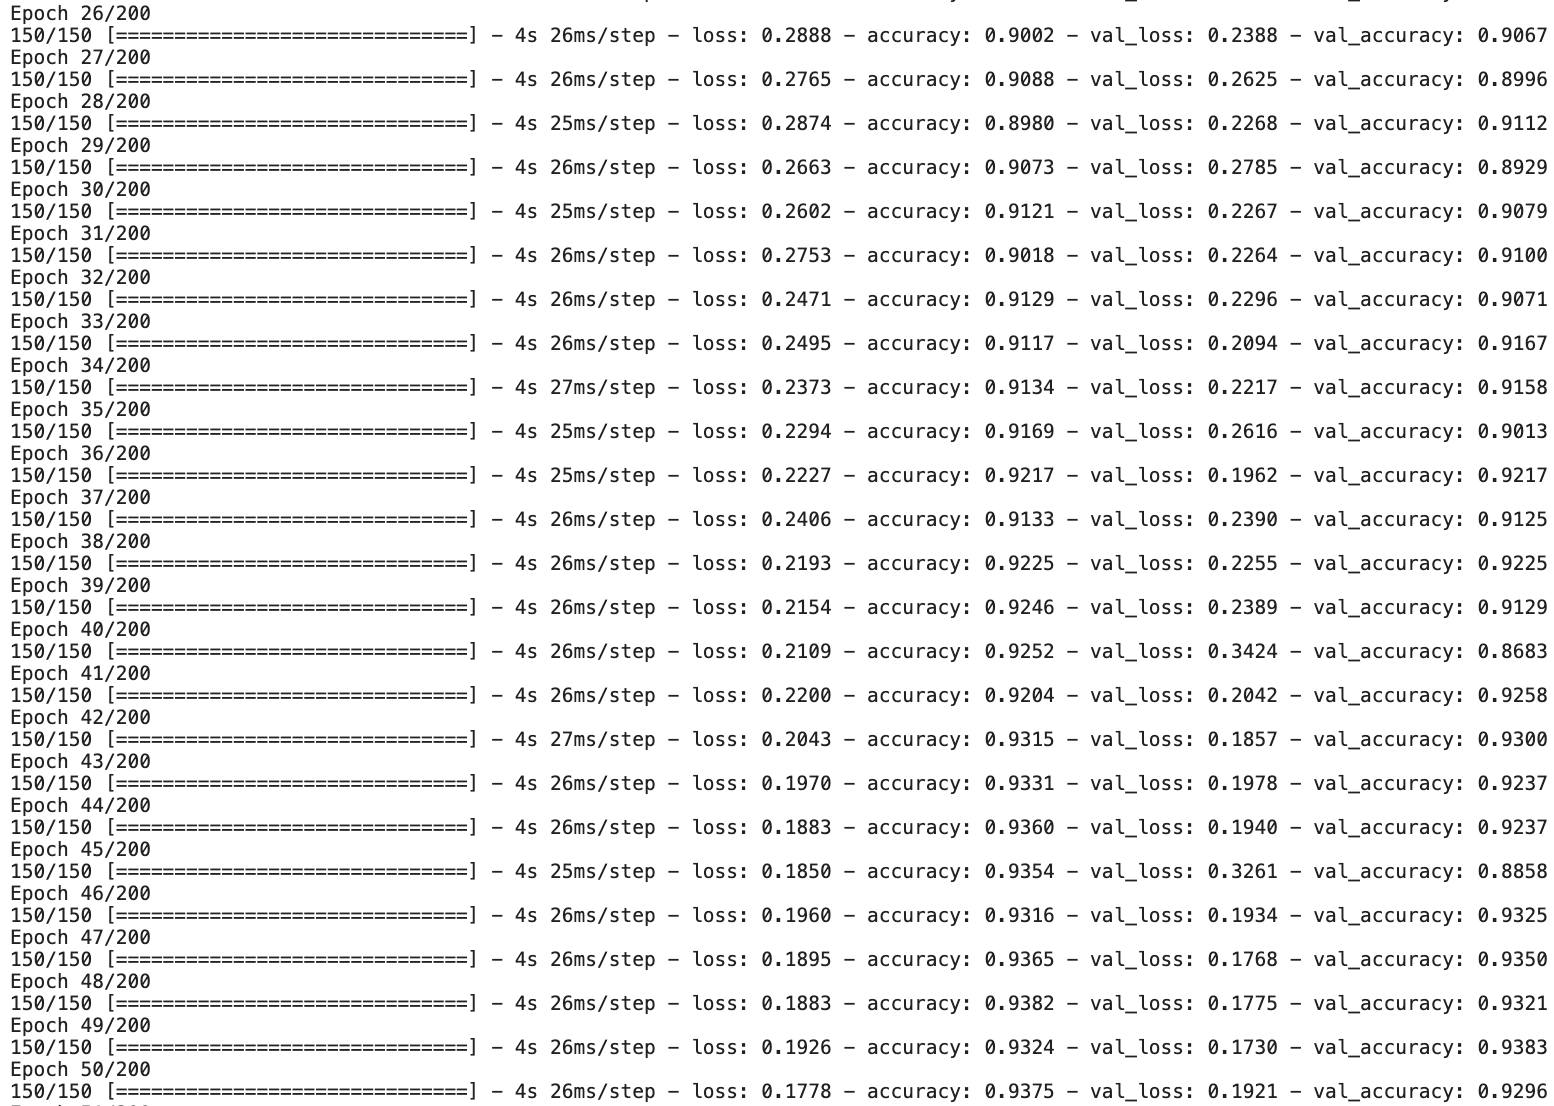 Epoch 26/200
150/150 [==============================] – 4s 26ms/step – loss: 0.2888 – accuracy: 0.9002 – val_loss: 0.2388 – val_accuracy: 0.9067
Epoch 27/200
150/150 [==============================] – 4s 26ms/step – loss: 0.2765 – accuracy: 0.9088 – val_loss: 0.2625 – val_accuracy: 0.8996
Epoch 28/200
150/150 [==============================] – 4s 25ms/step – loss: 0.2874 – accuracy: 0.8980 – val_loss: 0.2268 – val_accuracy: 0.9112
Epoch 29/200
150/150 [==============================] – 4s 26ms/step – loss: 0.2663 – accuracy: 0.9073 – val_loss: 0.2785 – val_accuracy: 0.8929
Epoch 30/200
150/150 [==============================] – 4s 25ms/step – loss: 0.2602 – accuracy: 0.9121 – val_loss: 0.2267 – val_accuracy: 0.9079
Epoch 31/200
150/150 [==============================] – 4s 26ms/step – loss: 0.2753 – accuracy: 0.9018 – val_loss: 0.2264 – val_accuracy: 0.9100
Epoch 32/200
150/150 [==============================] – 4s 26ms/step – loss: 0.2471 – accuracy: 0.9129 – val_loss: 0.2296 – val_accuracy: 0.9071
Epoch 33/200
150/150 [==============================] – 4s 26ms/step – loss: 0.2495 – accuracy: 0.9117 – val_loss: 0.2094 – val_accuracy: 0.9167
Epoch 34/200
150/150 [==============================] – 4s 27ms/step – loss: 0.2373 – accuracy: 0.9134 – val_loss: 0.2217 – val_accuracy: 0.9158
Epoch 35/200
150/150 [==============================] – 4s 25ms/step – loss: 0.2294 – accuracy: 0.9169 – val_loss: 0.2616 – val_accuracy: 0.9013
Epoch 36/200
150/150 [==============================] – 4s 25ms/step – loss: 0.2227 – accuracy: 0.9217 – val_loss: 0.1962 – val_accuracy: 0.9217
Epoch 37/200
150/150 [==============================] – 4s 26ms/step – loss: 0.2406 – accuracy: 0.9133 – val_loss: 0.2390 – val_accuracy: 0.9125
Epoch 38/200
150/150 [==============================] – 4s 26ms/step – loss: 0.2193 – accuracy: 0.9225 – val_loss: 0.2255 – val_accuracy: 0.9225
Epoch 39/200
150/150 [==============================] – 4s 26ms/step – loss: 0.2154 – accuracy: 0.9246 – val_loss: 0.2389 – val_accuracy: 0.9129
Epoch 40/200
150/150 [==============================] – 4s 26ms/step – loss: 0.2109 – accuracy: 0.9252 – val_loss: 0.3424 – val_accuracy: 0.8683
Epoch 41/200
150/150 [==============================] – 4s 26ms/step – loss: 0.2200 – accuracy: 0.9204 – val_loss: 0.2042 – val_accuracy: 0.9258
Epoch 42/200
150/150 [==============================] – 4s 27ms/step – loss: 0.2043 – accuracy: 0.9315 – val_loss: 0.1857 – val_accuracy: 0.9300
Epoch 43/200
150/150 [==============================] – 4s 26ms/step – loss: 0.1970 – accuracy: 0.9331 – val_loss: 0.1978 – val_accuracy: 0.9237
Epoch 44/200
150/150 [==============================] – 4s 26ms/step – loss: 0.1883 – accuracy: 0.9360 – val_loss: 0.1940 – val_accuracy: 0.9237
Epoch 45/200
150/150 [==============================] – 4s 25ms/step – loss: 0.1850 – accuracy: 0.9354 – val_loss: 0.3261 – val_accuracy: 0.8858
Epoch 46/200
150/150 [==============================] – 4s 26ms/step – loss: 0.1960 – accuracy: 0.9316 – val_loss: 0.1934 – val_accuracy: 0.9325
Epoch 47/200
150/150 [==============================] – 4s 26ms/step – loss: 0.1895 – accuracy: 0.9365 – val_loss: 0.1768 – val_accuracy: 0.9350
Epoch 48/200
150/150 [==============================] – 4s 26ms/step – loss: 0.1883 – accuracy: 0.9382 – val_loss: 0.1775 – val_accuracy: 0.9321
Epoch 49/200
150/150 [==============================] – 4s 26ms/step – loss: 0.1926 – accuracy: 0.9324 – val_loss: 0.1730 – val_accuracy: 0.9383
Epoch 50/200
150/150 [==============================] – 4s 26ms/step – loss: 0.1778 – accuracy: 0.9375 – val_loss: 0.1921 – val_accuracy: 0.9296